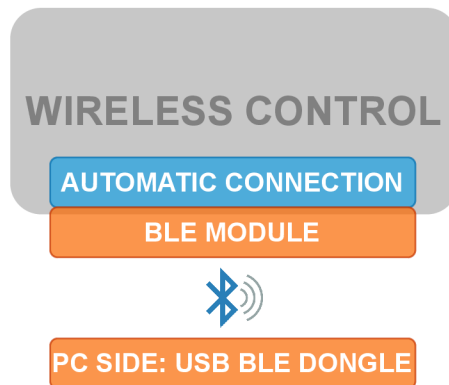 WIRELESS CONTROL
AUTOMATIC CONNECTION
BLE MODULE
PC SIDE: USB BLE DONGLE